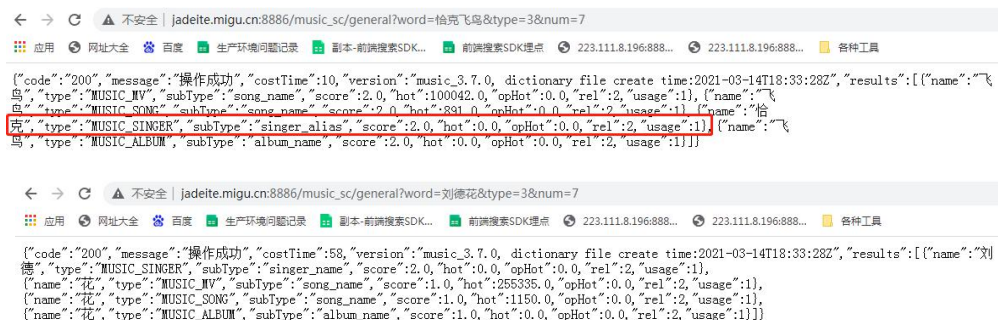 不安全 | jadeite.migu.cn:8886/music_sc/general?word=恰克飞鸟&type=3&num=7
应用 网址大全 百度 生产环境问题记录 副本-前端搜索SDK... 前端搜索SDK埋点 223.111.8.196:888... 223.111.8.196:888... 各种工具
{"code":"200","message":"操作成功","costTime":10,"version":"music_3.7.0, dictionary file create time:2021-03-14T18:33:28Z","results":[{"name":"飞
鸟","type":"MUSIC_MV","subType":"song_name","score":2.0,"hot":100042.0,"opHot":0.0,"rel":2,"usage":1},{"name":"飞
鸟","type":"MUSIC_SONG","subType":"song_name","score":2.0,"hot":891.0,"opHot":0.0,"rel":2,"usage":1},{"name":"恰
克","type":"MUSIC_SINGER","subType":"singer_alias","score":2.0,"hot":0.0,"opHot":0.0,"rel":2,"usage":1},{"name":"飞
鸟","type":"MUSIC_ALBUM","subType":"album_name","score":2.0,"hot":0.0,"opHot":0.0,"rel":2,"usage":1}]}
不安全 | jadeite.migu.cn:8886/music_sc/general?word=刘德花&type=3&num=7
应用 网址大全 百度 生产环境问题记录 副本-前端搜索SDK... 前端搜索SDK埋点 223.111.8.196:888... 223.111.8.196:888... 各种工具
{"code":"200","message":"操作成功","costTime":58,"version":"music_3.7.0, dictionary file create time:2021-03-14T18:33:28Z","results":[{"name":"刘
德","type":"MUSIC_SINGER","subType":"singer_name","score":2.0,"hot":0.0,"opHot":0.0,"rel":2,"usage":1},
{"name":"花","type":"MUSIC_MV","subType":"song_name","score":1.0,"hot":255335.0,"opHot":0.0,"rel":2,"usage":1},
{"name":"花","type":"MUSIC_SONG","subType":"song_name","score":1.0,"hot":1150.0,"opHot":0.0,"rel":2,"usage":1},
{"name":"花","type":"MUSIC_ALBUM","subType":"album_name","score":1.0,"hot":0.0,"opHot":0.0,"rel":2,"usage":1}]}